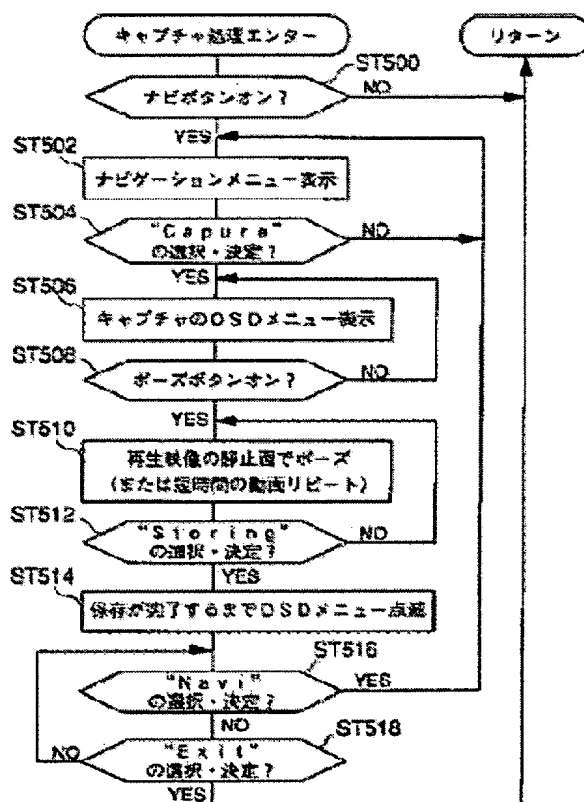 キャプチャ処理エンター
リターン
ST500
ナビボタンオン?
NO
YES
ST502
ナビゲーションメニュー表示
ST504
"Capura"
の選択・決定?
NO
YES
ST506
キャプチャのOSDメニュー表示
ST508
ポーズボタンオン?
NO
YES
ST510
再生映像の静止画でポーズ
(または短時間の動画リピート)
ST512
"Storing"
の選択・決定?
NO
YES
ST514
保存が完了するまでOSDメニュー点滅
ST516
"Navi"
の選択・決定?
YES
NO
ST518
"Exit"
の選択・決定?
NO
YES